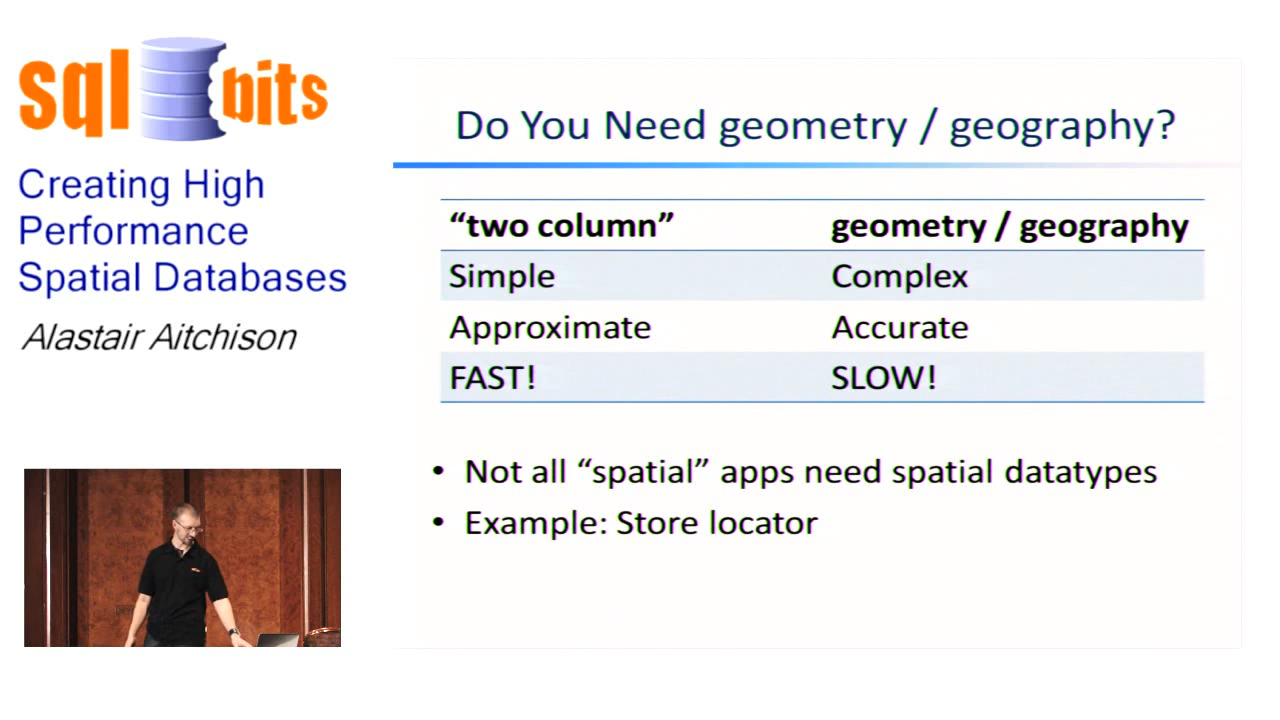 sql bits
Creating High
Performance
Spatial Databases
Alastair Aitchison
Do You Need geometry / geography?
“two column” geometry / geography
Simple Complex
Approximate Accurate
FAST! SLOW!
• Not all “spatial” apps need spatial datatypes
• Example: Store locator